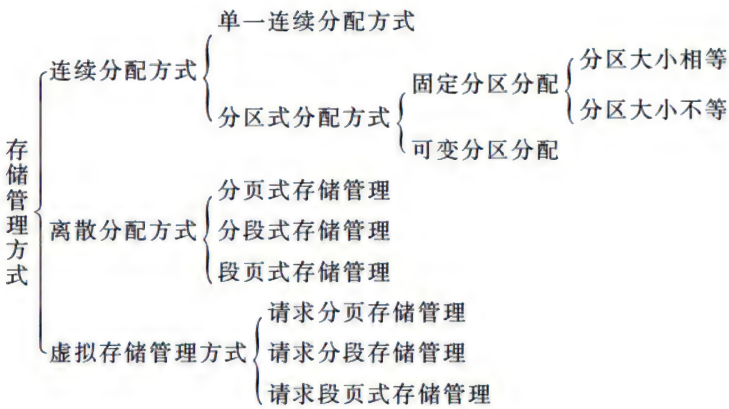 存储管理方式
连续分配方式
单一连续分配方式
分区式分配方式
固定分区分配
分区大小相等
分区大小不等
可变分区分配
离散分配方式
分页式存储管理
分段式存储管理
段页式存储管理
虚拟存储管理方式
请求分页存储管理
请求分段存储管理
请求段页式存储管理